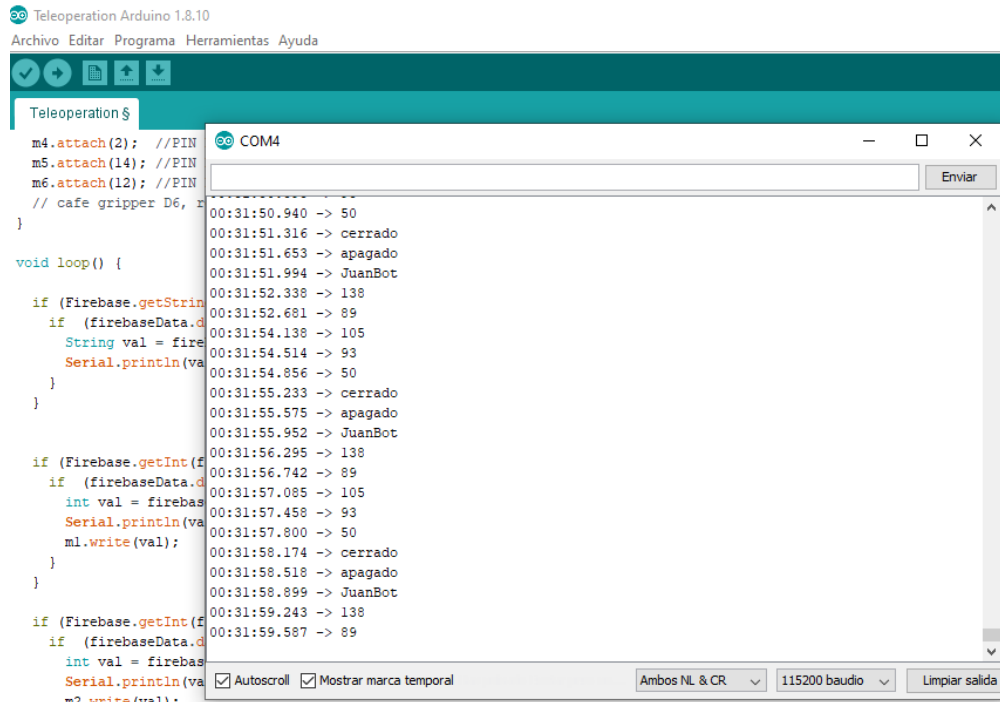 Teleoperation Arduino 1.8.10
Archivo Editar Programa Herramientas Ayuda
Teleoperation §
m4.attach(2);  //PIN
m5.attach(14); //PIN
m6.attach(12); //PIN
// cafe gripper D6, r
}
void loop() {
if (Firebase.getStrin
if  (firebaseData.d
String val = fire
Serial.println(va
}
}
if (Firebase.getInt(f
if  (firebaseData.d
int val = firebas
Serial.println(va
m1.write(val);
}
}
if (Firebase.getInt(f
if  (firebaseData.d
int val = firebas
Serial.println(va
m2.write(val);
COM4
Enviar
00:31:50.940 -> 50
00:31:51.316 -> cerrado
00:31:51.653 -> apagado
00:31:51.994 -> JuanBot
00:31:52.338 -> 138
00:31:52.681 -> 89
00:31:54.138 -> 105
00:31:54.514 -> 93
00:31:54.856 -> 50
00:31:55.233 -> cerrado
00:31:55.575 -> apagado
00:31:55.952 -> JuanBot
00:31:56.295 -> 138
00:31:56.742 -> 89
00:31:57.085 -> 105
00:31:57.458 -> 93
00:31:57.800 -> 50
00:31:58.174 -> cerrado
00:31:58.518 -> apagado
00:31:58.899 -> JuanBot
00:31:59.243 -> 138
00:31:59.587 -> 89
Autoscroll Mostrar marca temporal Ambos NL & CR 115200 baudio Limpiar salida